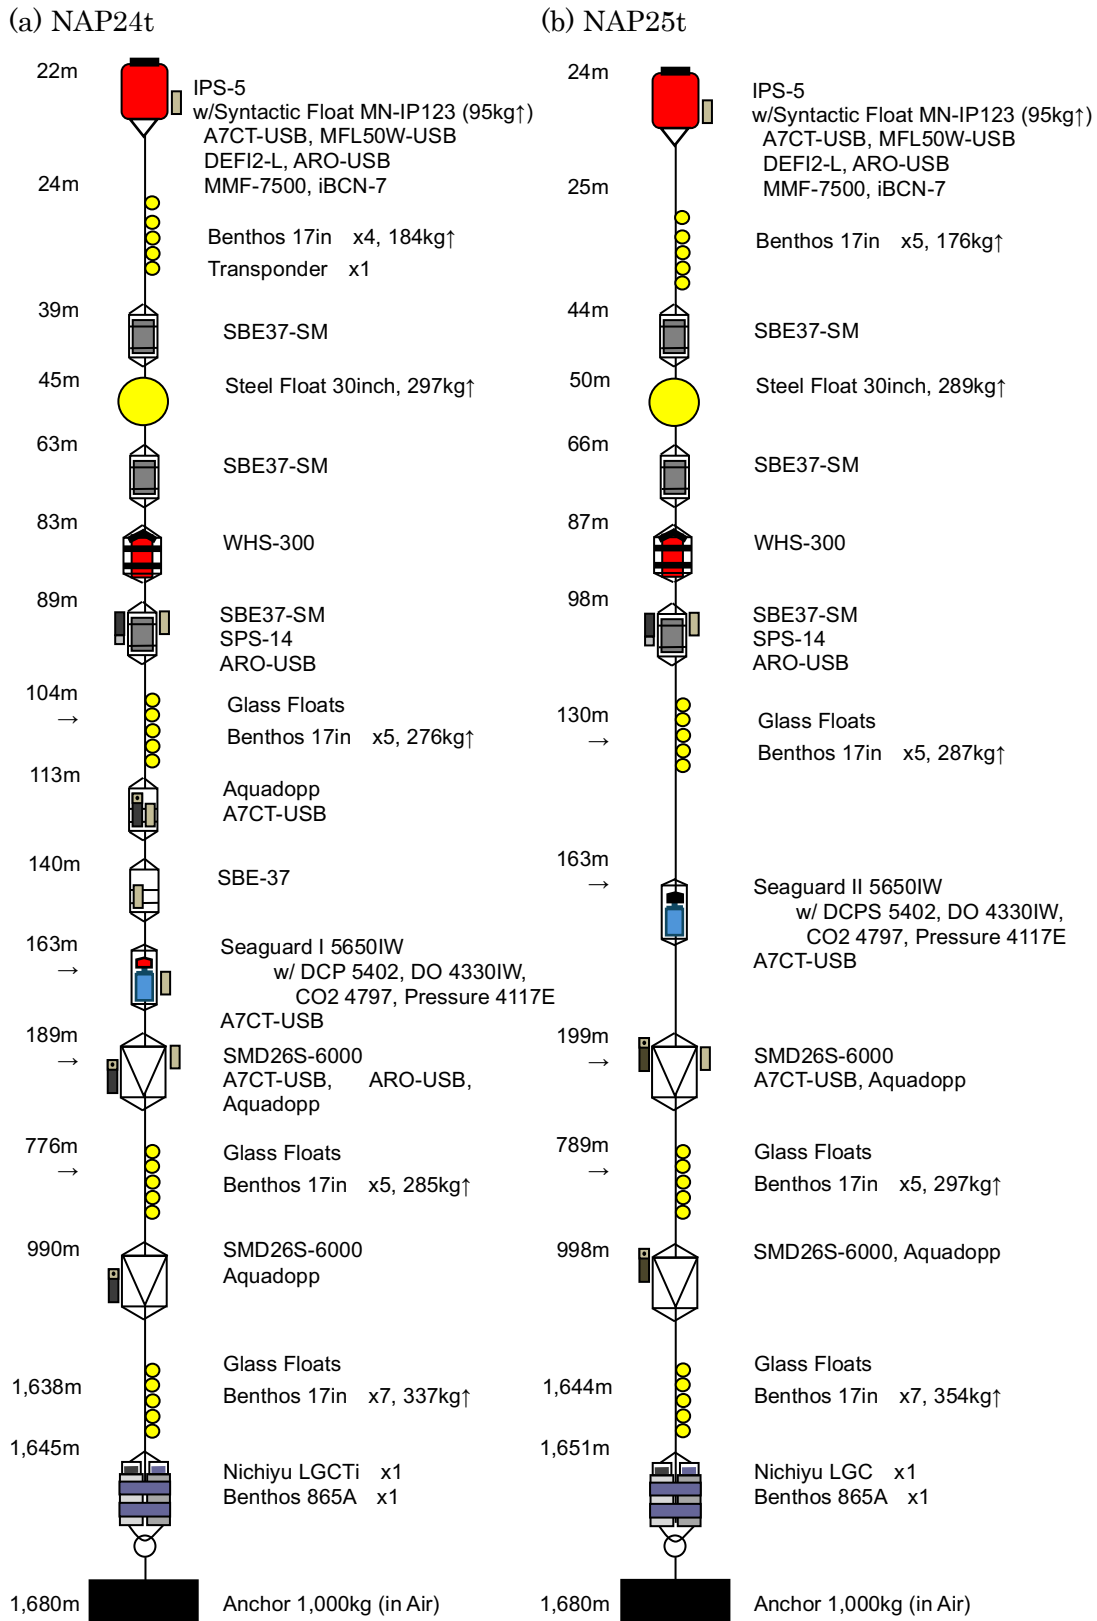 (a) NAP24t
22m
IPS-5
w/Syntactic Float MN-IP123 (95kg↑)
A7CT-USB, MFL50W-USB
DEFI2-L, ARO-USB
MMF-7500, iBCN-7
24m
Benthos 17in x4, 184kg↑
Transponder x1
39m
SBE37-SM
45m
Steel Float 30inch, 297kg↑
63m
SBE37-SM
83m
WHS-300
89m
SBE37-SM
SPS-14
ARO-USB
104m
→
Glass Floats
Benthos 17in x5, 276kg↑
113m
Aquadopp
A7CT-USB
140m
SBE-37
163m
→
Seaguard I 5650IW
w/ DCP 5402, DO 4330IW,
CO2 4797, Pressure 4117E
A7CT-USB
189m
→
SMD26S-6000
A7CT-USB, ARO-USB,
Aquadopp
776m
→
Glass Floats
Benthos 17in x5, 285kg↑
990m
SMD26S-6000
Aquadopp
Glass Floats
1,638m
Benthos 17in x7, 337kg↑
1,645m
Nichiyu LGCTi x1
Benthos 865A x1
1,680m
Anchor 1,000kg (in Air)
(b) NAP25t
24m
IPS-5
w/Syntactic Float MN-IP123 (95kg↑)
A7CT-USB, MFL50W-USB
DEFI2-L, ARO-USB
MMF-7500, iBCN-7
25m
Benthos 17in x5, 176kg↑
44m
SBE37-SM
50m
Steel Float 30inch, 289kg↑
66m
SBE37-SM
87m
WHS-300
98m
SBE37-SM
SPS-14
ARO-USB
130m
→
Glass Floats
Benthos 17in x5, 287kg↑
163m
→
Seaguard II 5650IW
w/ DCPS 5402, DO 4330IW,
CO2 4797, Pressure 4117E
A7CT-USB
199m
→
SMD26S-6000
A7CT-USB, Aquadopp
789m
→
Glass Floats
Benthos 17in x5, 297kg↑
998m
SMD26S-6000, Aquadopp
Glass Floats
1,644m
Benthos 17in x7, 354kg↑
1,651m
Nichiyu LGC x1
Benthos 865A x1
1,680m
Anchor 1,000kg (in Air)